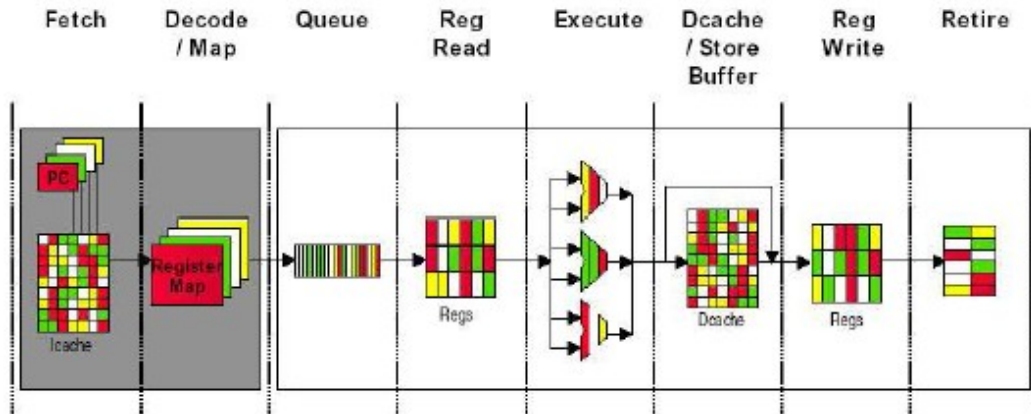 Fetch
Decode
/ Map
Queue
Reg
Read
Execute
Dcache
/ Store
Buffer
Reg
Write
Retire
PC
Register
Map
Icache
Regs
Dcache
Regs